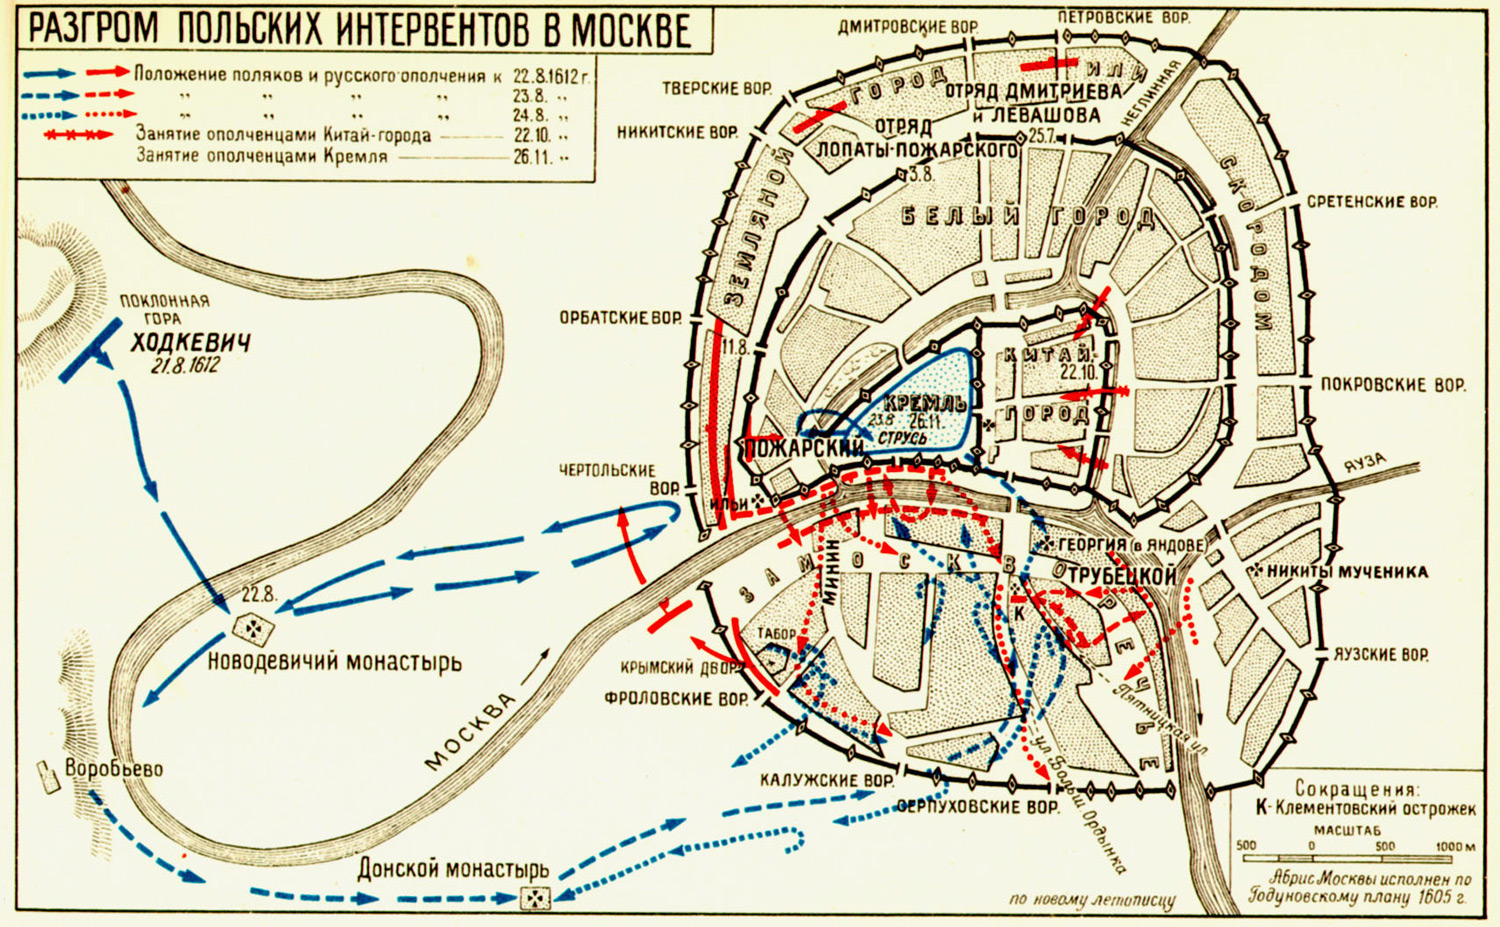 РАЗГРОМ ПОЛЬСКИХ ИНТЕРВЕНТОВ В МОСКВЕ
Положение поляков и русского ополчения к 22.8.1612 г.
„ „ „ „ 23.8. „
„ „ „ „ 24.8. „
Занятие ополченцами Китай-города 22.10. „
Занятие ополченцами Кремля 26.11. „
ДМИТРОВСКИЕ ВОР.
ПЕТРОВСКИЕ ВОР.
ТВЕРСКИЕ ВОР.
НИКИТСКИЕ ВОР.
ГОРОД
ИЛИ
ОТРЯД ДМИТРИЕВА
и ЛЕВАШОВА
25.7.
НЕГЛИННАЯ
ОТРЯД
ЛОПАТЫ-ПОЖАРСКОГО
3.8.
ЗЕМЛЯНОЙ
СКОРОДОМ
БЕЛЫЙ ГОРОД
СРЕТЕНСКИЕ ВОР.
ПОКЛОННАЯ
ГОРА
ХОДКЕВИЧ
21.8.1612
ОРБАТСКИЕ ВОР.
11.8.
КИТАЙ-
22.10.
ГОРОД
КРЕМЛЬ
23.8 26.11.
СТРУСЬ
ПОКРОВСКИЕ ВОР.
ПОЖАРСКИЙ
ЧЕРТОЛЬСКИЕ
ВОР.
ИЛЬИ
ЯУЗА
ГЕОРГИЯ (в ЯНДОВЕ)
ТРУБЕЦКОЙ
НИКИТЫ МУЧЕНИКА
ЗАМОСКВОРЕЧЬЕ
МИНИН
К
22.8.
НОВОДЕВИЧИЙ МОНАСТЫРЬ
ТАБОР
КРЫМСКИЙ ДВОР
ФРОЛОВСКИЕ ВОР.
ЯУЗСКИЕ ВОР.
МОСКВА
Пятницкая ул.
ул. Больш. Ордынка
Воробьево
КАЛУЖСКИЕ ВОР.
СЕРПУХОВСКИЕ ВОР.
Донской монастырь
Сокращения:
К-Клементовский острожек
МАСШТАБ
500 0 500 1000 м
Абрис Москвы исполнен по
Годуновскому плану 1605 г.
по новому летописцу